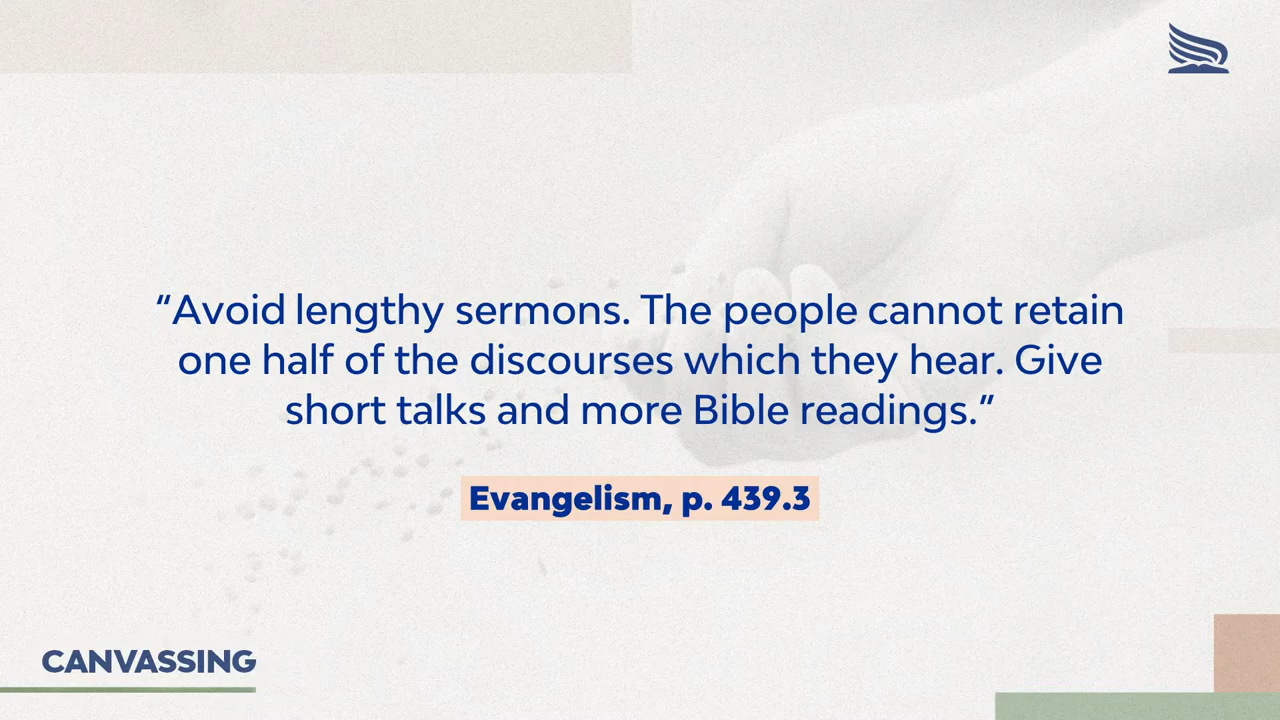 “Avoid lengthy sermons. The people cannot retain
one half of the discourses which they hear. Give
short talks and more Bible readings.”
Evangelism, p. 439.3
CANVASSING